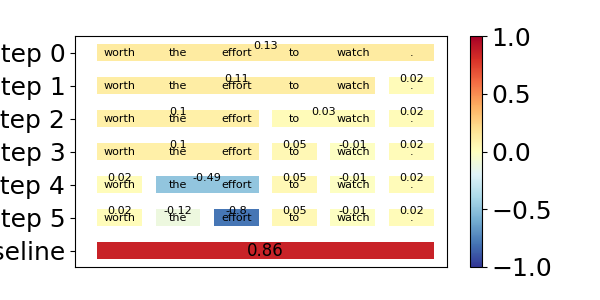 tep 0 worth the effort to watch . 0.13
tep 1 worth the effort to watch 0.11 . 0.02
tep 2 worth the effort 0.1 to watch 0.03 . 0.02
tep 3 worth the effort 0.1 to 0.05 watch -0.01 . 0.02
tep 4 worth 0.02 the effort -0.49 to 0.05 watch -0.01 . 0.02
tep 5 worth 0.02 the -0.12 effort -0.8 to 0.05 watch -0.01 . 0.02
seline 0.86
1.0
0.5
0.0
−0.5
−1.0